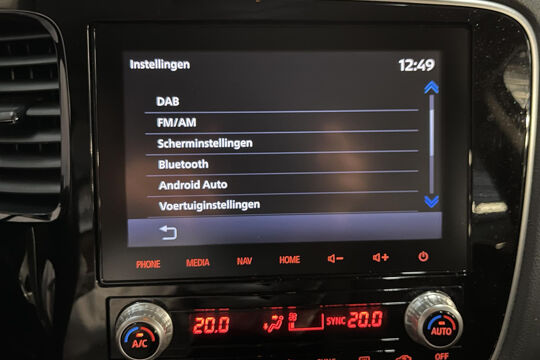 Instellingen 12:49
DAB
FM/AM
Scherminstellingen
Bluetooth
Android Auto
Voertuiginstellingen
PHONE MEDIA NAV HOME
20.0 SYNC 20.0
A/C AUTO
OFF